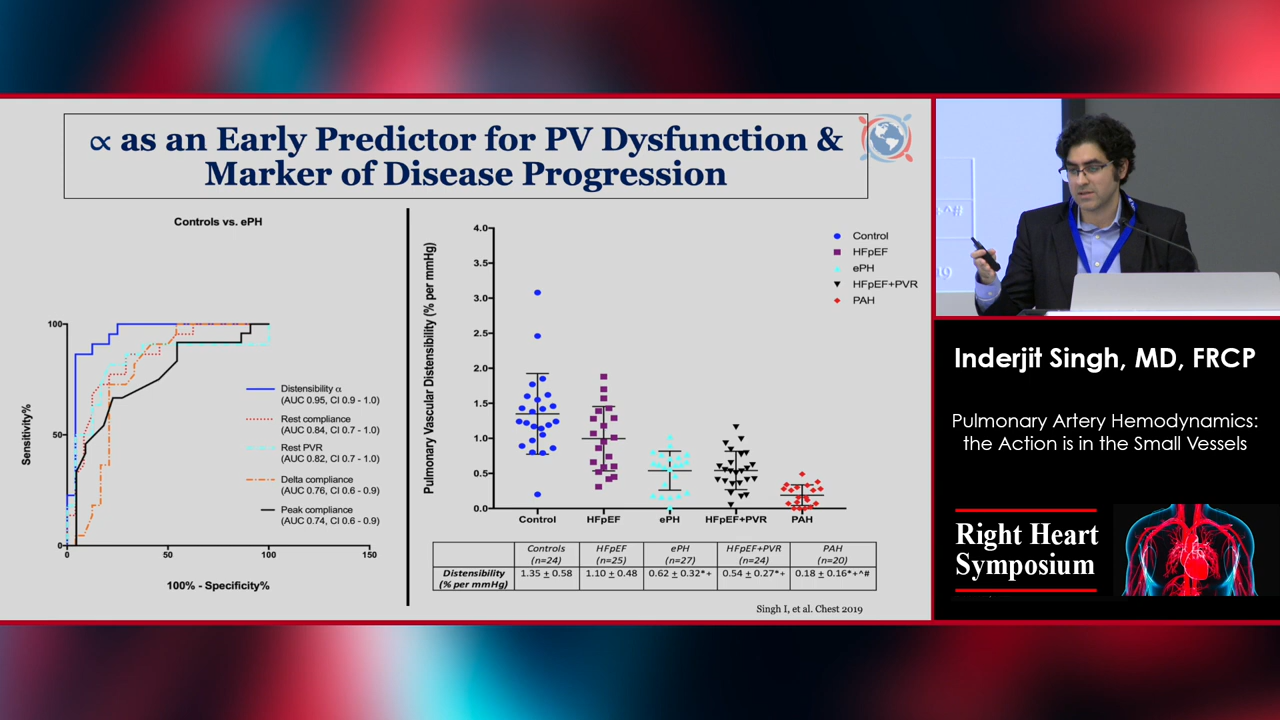 ∝ as an Early Predictor for PV Dysfunction &
Marker of Disease Progression
Controls vs. ePH
Sensitivity%
100
50
0
0
50
100
150
100% - Specificity%
Distensibility α
(AUC 0.95, CI 0.9 - 1.0)
Rest compliance
(AUC 0.84, CI 0.7 - 1.0)
Rest PVR
(AUC 0.82, CI 0.7 - 1.0)
Delta compliance
(AUC 0.76, CI 0.6 - 0.9)
Peak compliance
(AUC 0.74, CI 0.6 - 0.9)
Pulmonary Vascular Distensibility (% per mmHg)
4.0
3.0
2.5
2.0
1.5
1.0
0.5
0.0
Control
HFpEF
ePH
HFpEF+PVR
PAH
Control
HFpEF
ePH
HFpEF+PVR
PAH
Controls HFpEF ePH HFpEF+PVR PAH
(n=24) (n=25) (n=27) (n=24) (n=20)
Distensibility 1.35 ± 0.58 1.10 ± 0.48 0.62 ± 0.32*+ 0.54 ± 0.27*+ 0.18 ± 0.16*+^#
(% per mmHg)
Singh I, et al. Chest 2019
Inderjit Singh, MD, FRCP
Pulmonary Artery Hemodynamics:
the Action is in the Small Vessels
Right Heart
Symposium